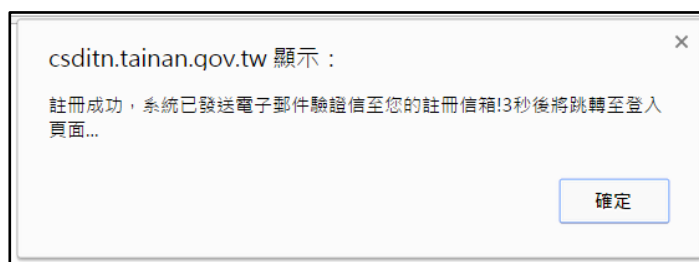 csditn.tainan.gov.tw 顯示：
註冊成功，系統已發送電子郵件驗證信至您的註冊信箱!3秒後將跳轉至登入
頁面...
確定